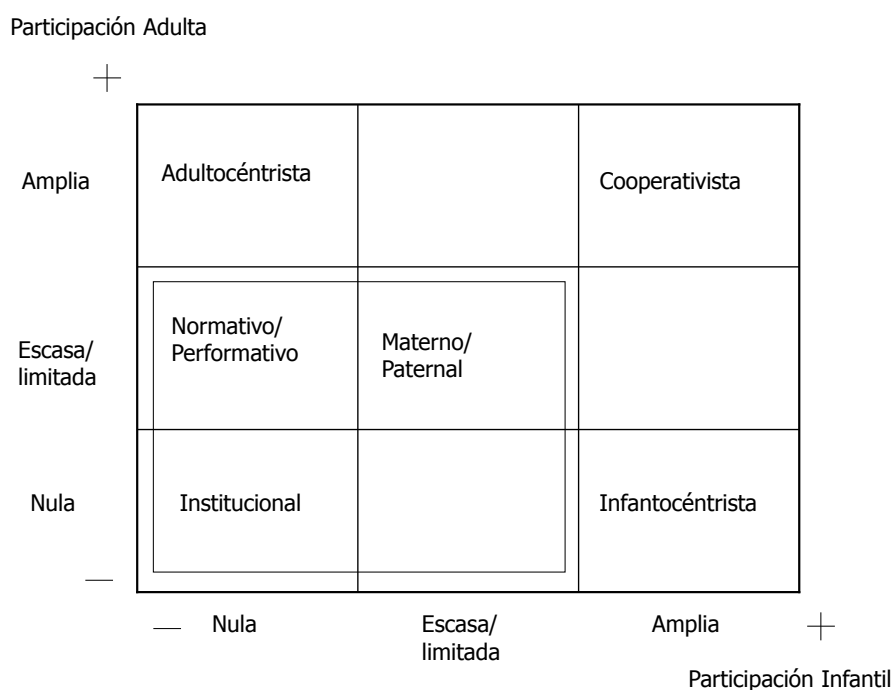 Participación Adulta
+
Amplia
Adultocéntrista
Cooperativista
Escasa/
limitada
Normativo/
Performativo
Materno/
Paternal
Nula
Institucional
Infantocéntrista
—
— Nula
Escasa/
limitada
Amplia +
Participación Infantil